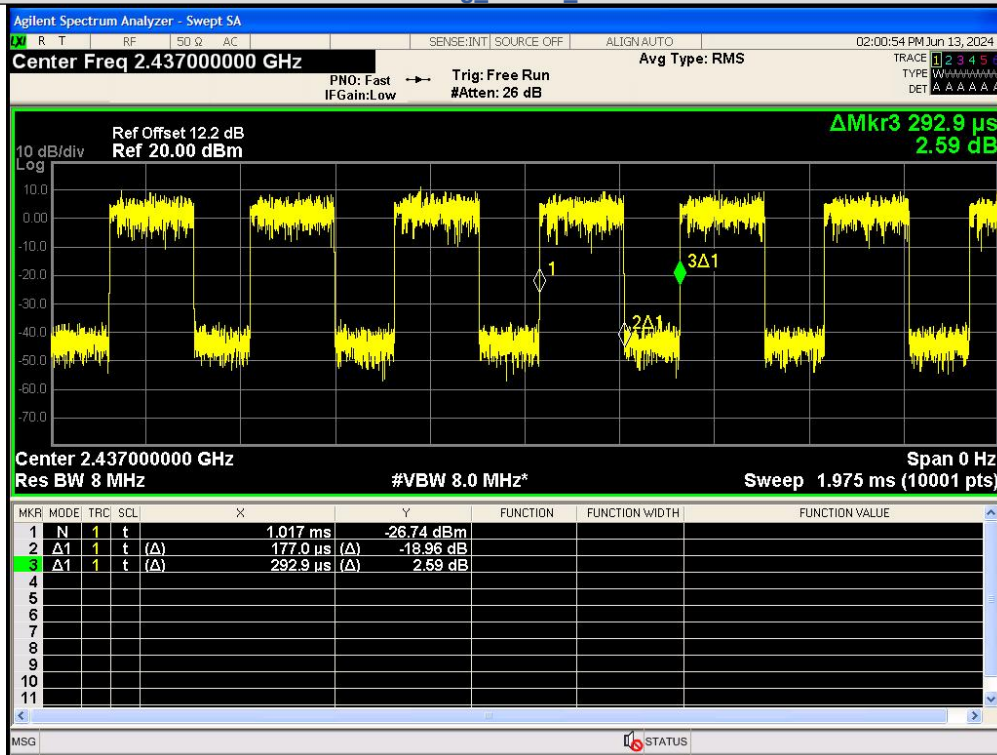 Agilent Spectrum Analyzer - Swept SA
LXI R T RF 50 Ω AC SENSE:INT SOURCE OFF ALIGN AUTO 02:00:54 PM Jun 13, 2024
Center Freq 2.437000000 GHz Avg Type: RMS TRACE 1 2 3 4 5
PNO: Fast Trig: Free Run TYPE
IFGain:Low #Atten: 26 dB DET A A A A A A
ΔMkr3 292.9 µs
Ref Offset 12.2 dB
10 dB/div Ref 20.00 dBm 2.59 dB
Log
10.0
0.00
-10.0
-20.0
-30.0
-40.0
-50.0
-60.0
-70.0
1
3Δ1
2Δ1
Center 2.437000000 GHz Span 0 Hz
Res BW 8 MHz #VBW 8.0 MHz* Sweep 1.975 ms (10001 pts)
MKR MODE TRC SCL X Y FUNCTION FUNCTION WIDTH FUNCTION VALUE
1 N 1 t 1.017 ms -26.74 dBm
2 Δ1 1 t (Δ) 177.0 µs (Δ) -18.96 dB
3 Δ1 1 t (Δ) 292.9 µs (Δ) 2.59 dB
4
5
6
7
8
9
10
11
MSG STATUS